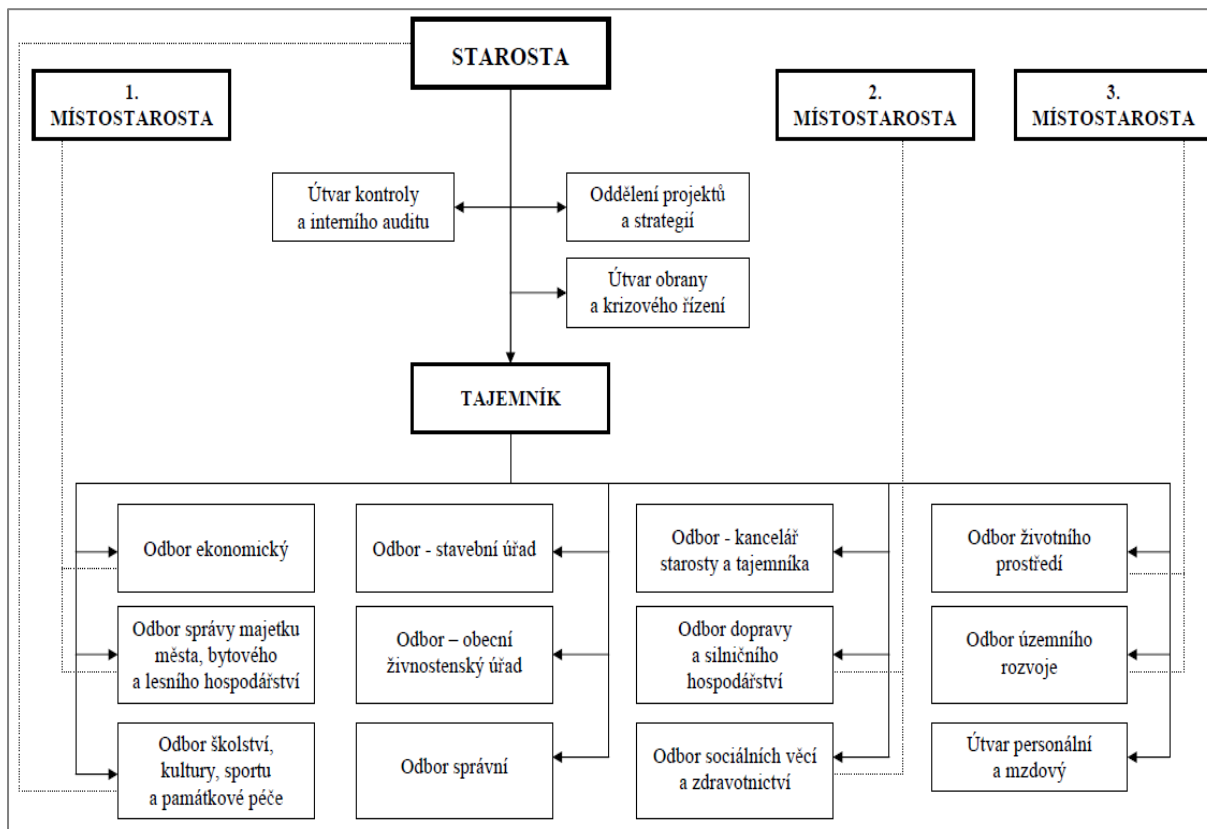 STAROSTA
1.
MÍSTOSTAROSTA
2.
MÍSTOSTAROSTA
3.
MÍSTOSTAROSTA
Útvar kontroly
a interního auditu
Oddělení projektů
a strategií
Útvar obrany
a krizového řízení
TAJEMNÍK
Odbor ekonomický
Odbor - stavební úřad
Odbor - kancelář
starosty a tajemníka
Odbor životního
prostředí
Odbor správy majetku
města, bytového
a lesního hospodářství
Odbor – obecní
živnostenský úřad
Odbor dopravy
a silničního
hospodářství
Odbor územního
rozvoje
Odbor školství,
kultury, sportu
a památkové péče
Odbor správní
Odbor sociálních věcí
a zdravotnictví
Útvar personální
a mzdový